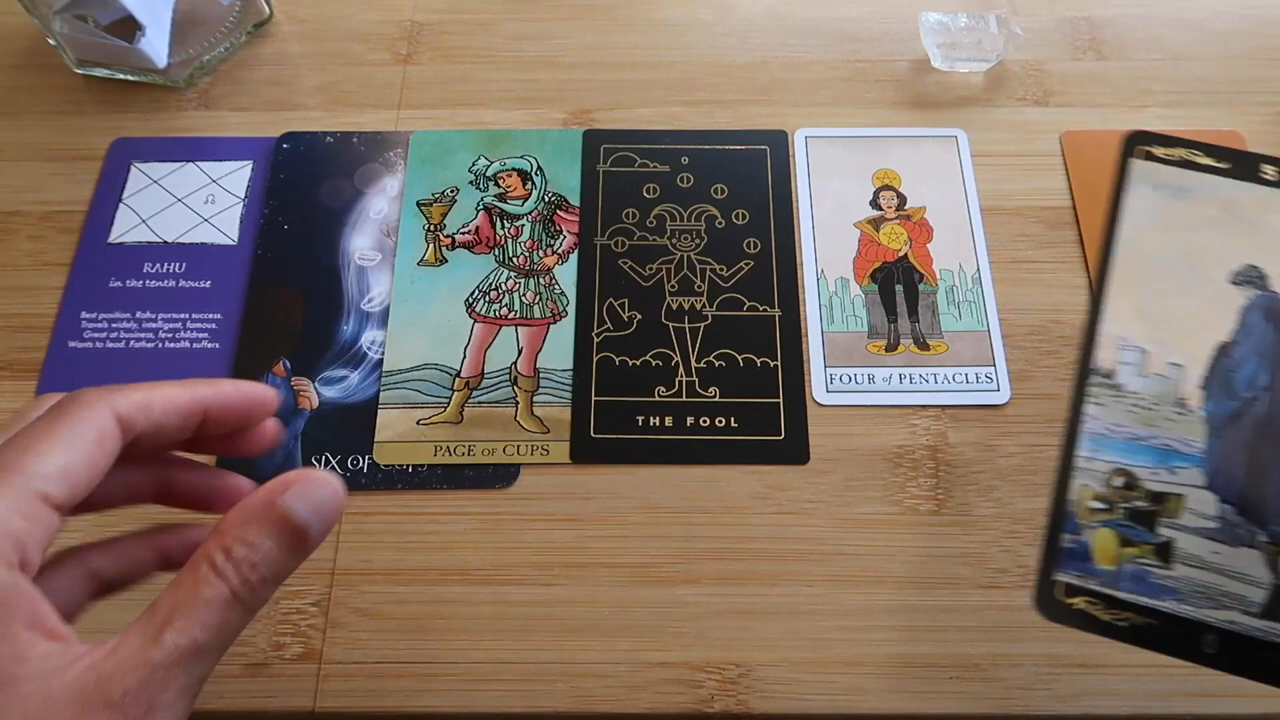 RAHU
in the tenth house
Best position. Rahu pursues success.
Travels widely, intelligent, famous.
Great at business, few children.
Wants to lead. Father's health suffers.
SIX OF CUPS
PAGE OF CUPS
0
THE FOOL
FOUR of PENTACLES